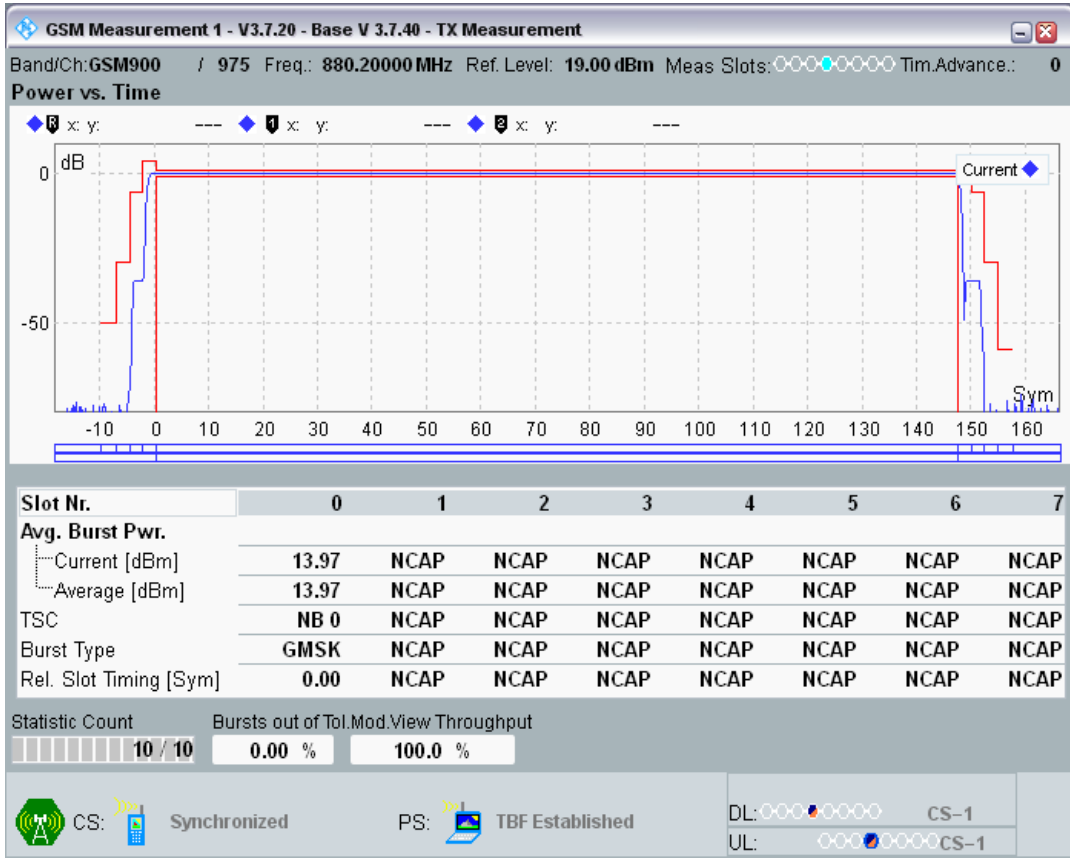 GSM Measurement 1 - V3.7.20 - Base V 3.7.40 - TX Measurement
Band/Ch:GSM900 / 975 Freq.: 880.20000 MHz Ref. Level: 19.00 dBm Meas Slots: Tim.Advance.: 0
Power vs. Time
R x: y: --- 1 x: y: --- 2 x: y: ---
dB
Current
0
-50
Sym
-10 0 10 20 30 40 50 60 70 80 90 100 110 120 130 140 150 160
Slot Nr. 0 1 2 3 4 5 6 7
Avg. Burst Pwr.
Current [dBm] 13.97 NCAP NCAP NCAP NCAP NCAP NCAP NCAP
Average [dBm] 13.97 NCAP NCAP NCAP NCAP NCAP NCAP NCAP
TSC NB 0 NCAP NCAP NCAP NCAP NCAP NCAP NCAP
Burst Type GMSK NCAP NCAP NCAP NCAP NCAP NCAP NCAP
Rel. Slot Timing [Sym] 0.00 NCAP NCAP NCAP NCAP NCAP NCAP NCAP
Statistic Count Bursts out of Tol.Mod.View Throughput
10 / 10 0.00 % 100.0 %
CS: Synchronized PS: TBF Established DL: CS-1
UL: CS-1